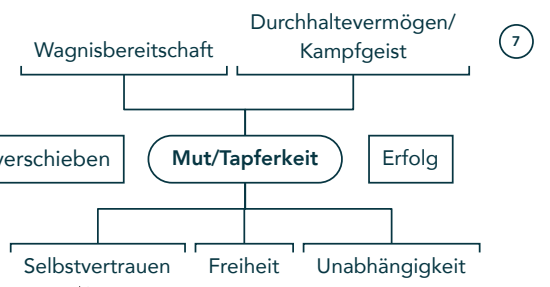 Durchhaltevermögen/
Kampfgeist
Wagnisbereitschaft
7
verschieben
Mut/Tapferkeit
Erfolg
Selbstvertrauen
Freiheit
Unabhängigkeit